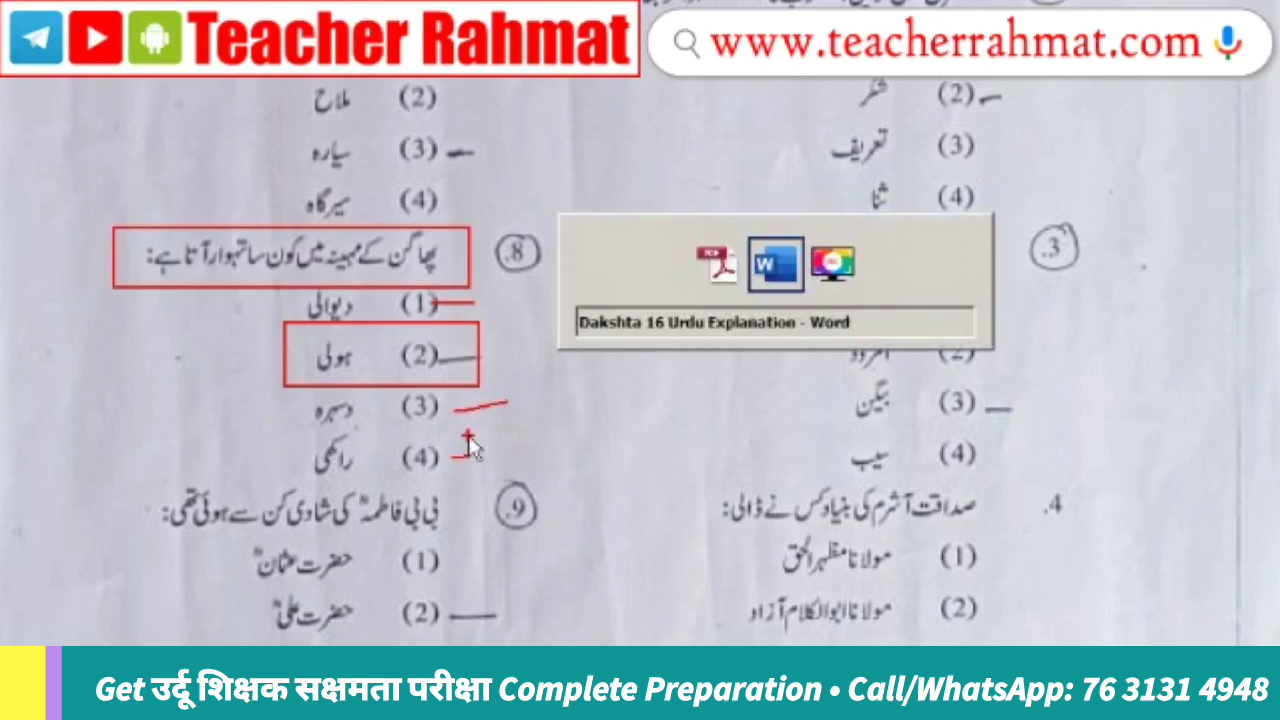 Teacher Rahmat
www.teacherrahmat.com
(2) شکر
(3) تعریف
(4) ثنا
.3
Dakshta 16 Urdu Explanation - Word
(2) امرود
(3) بیگن
(4) سیب
.4 صداقت آشرم کی بنیاد کس نے ڈالی:
(1) مولانا مظہر الحق
(2) مولانا ابوالکلام آزاد
(2) ملاح
(3) سیارہ
(4) سیرگاہ
.8 پھاگن کے مہینہ میں کون سا تہوار آتا ہے:
(1) دیوالی
(2) ہولی
(3) دسہرہ
(4) راکھی
.9 بی بی فاطمہؓ کی شادی کن سے ہوئی تھی:
(1) حضرت عثمانؓ
(2) حضرت علیؓ
Get उर्दू शिक्षक सक्षमता परीक्षा Complete Preparation • Call/WhatsApp: 76 3131 4948